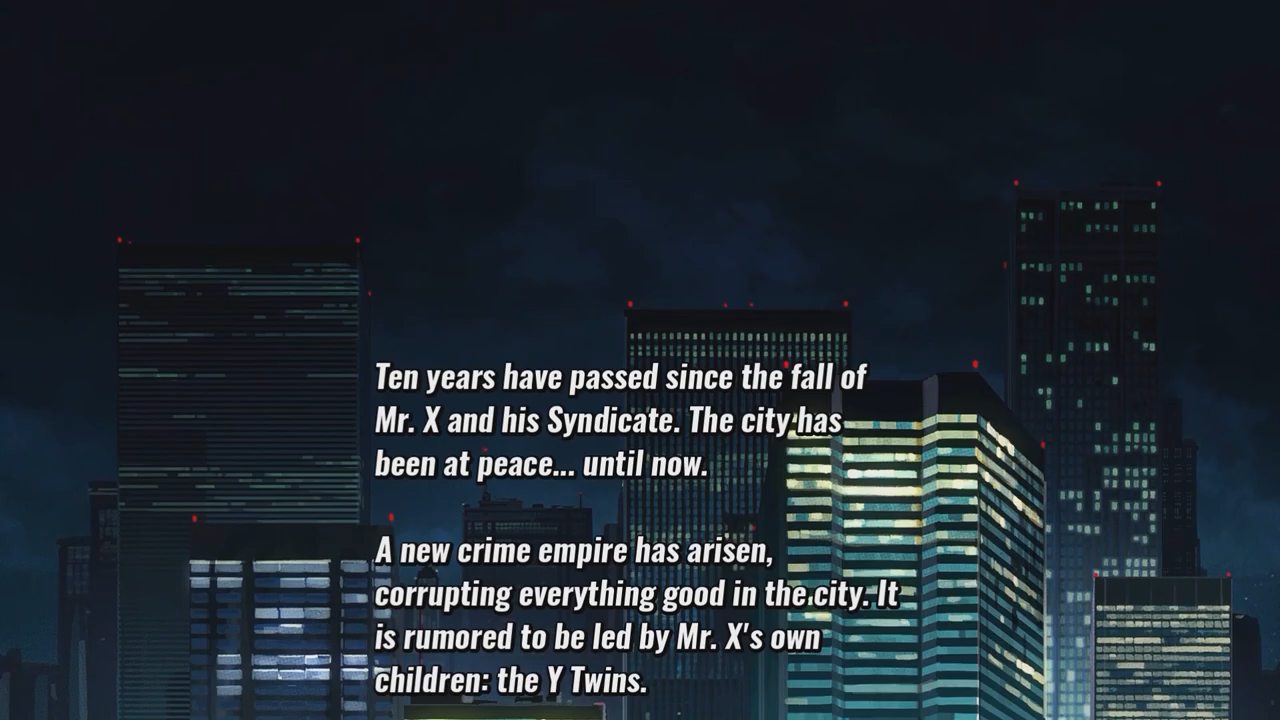 Ten years have passed since the fall of
Mr. X and his Syndicate. The city has
been at peace... until now.
A new crime empire has arisen,
corrupting everything good in the city. It
is rumored to be led by Mr. X's own
children: the Y Twins.